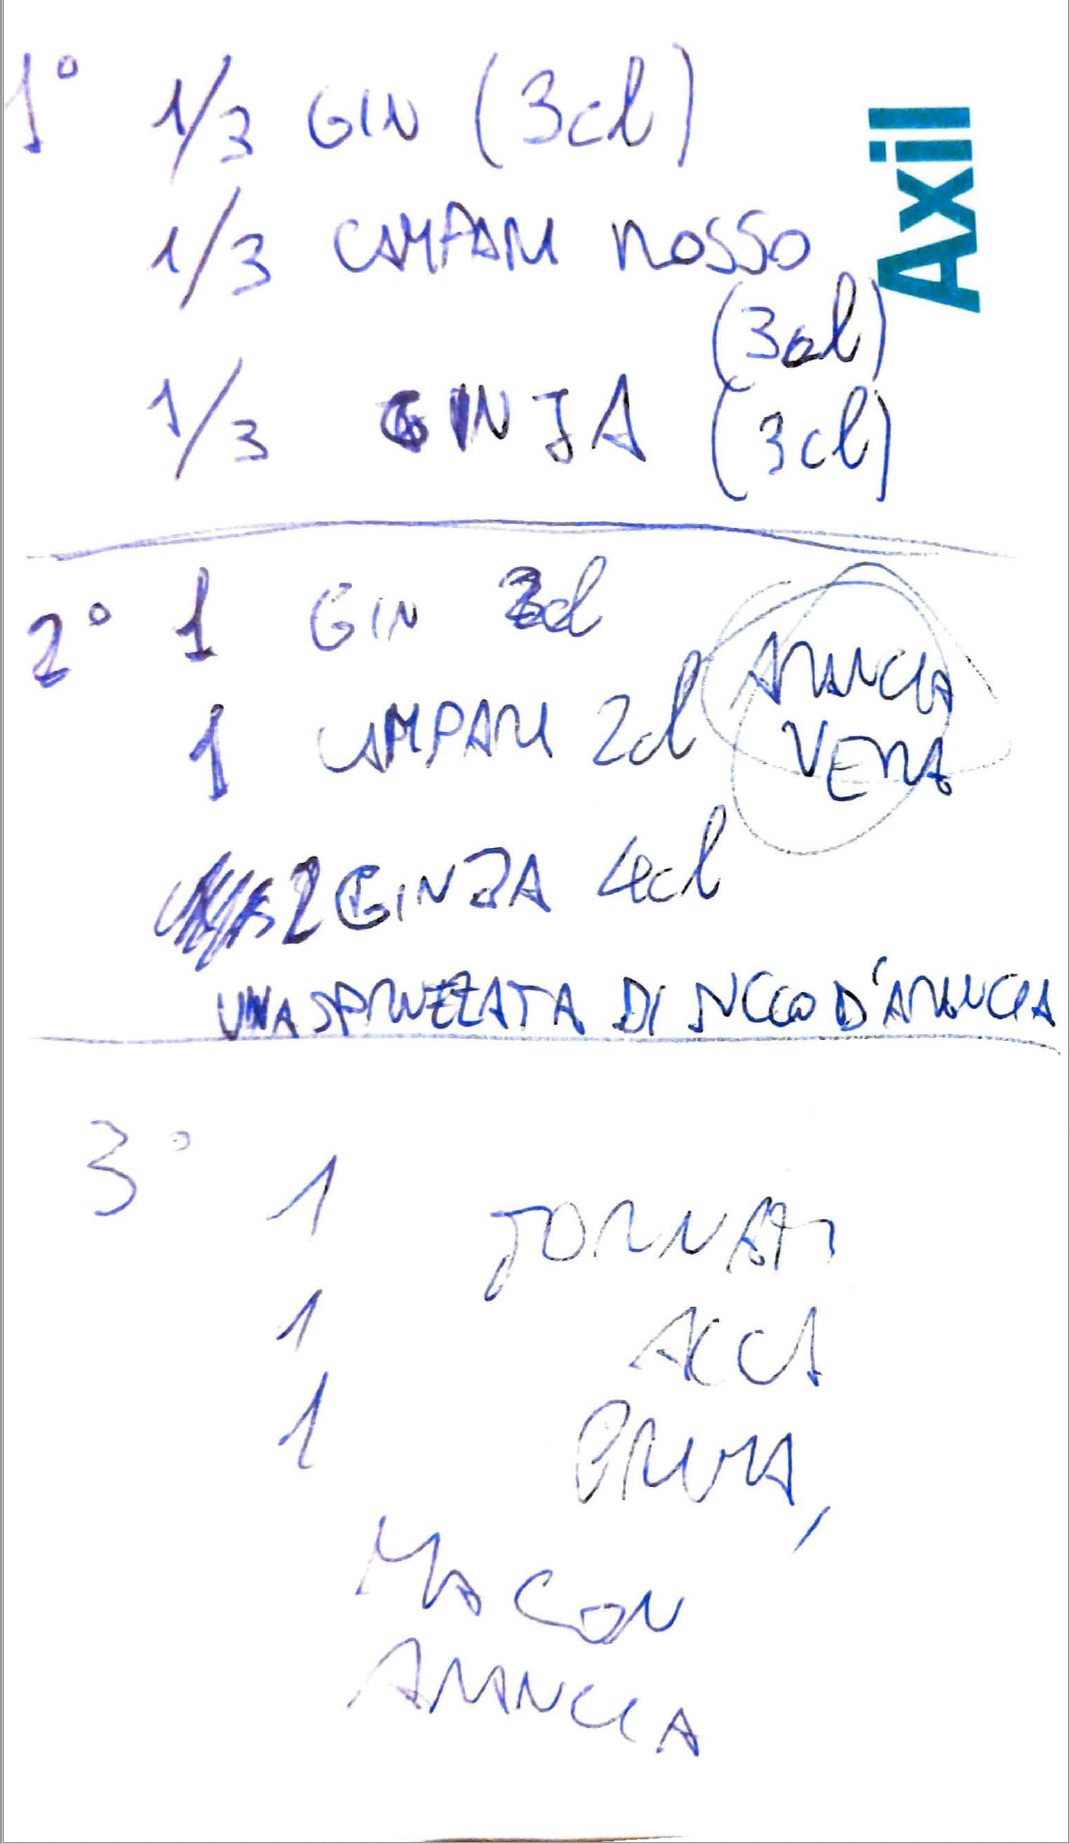 1° 1/3 GIN (3cl)
Axil
1/3 CAMPARI ROSSO
(3cl)
1/3 GINJA (3cl)
2° 1 GIN cl
ARANCIA
1 CAMPARI 2cl
VERA
2 GINJA 4cl
UNA SPRUZZATA DI SUCCO D'ARANCIA
3° 1 TORNATI
1 ALLA
1 PRIMA,
MA CON
ARANCIA